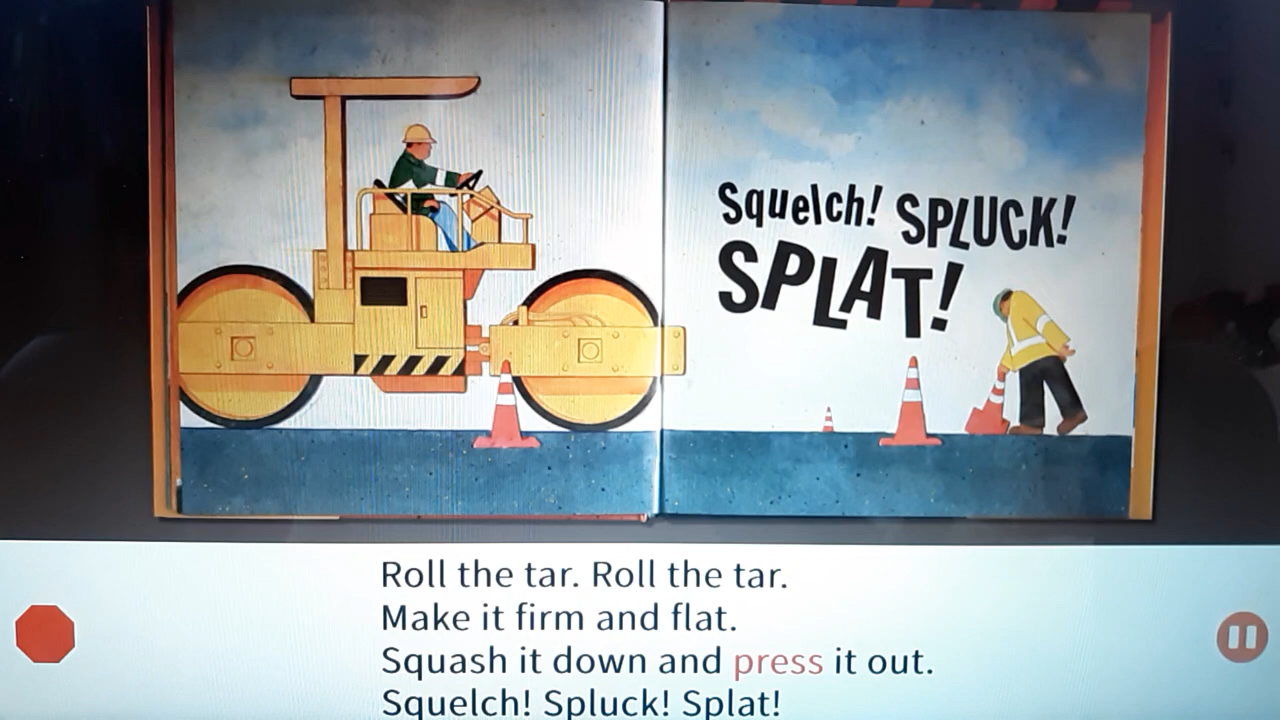 Squelch! SPLUCK!
SPLAT!
Roll the tar. Roll the tar.
Make it firm and flat.
Squash it down and press it out.
Squelch! Spluck! Splat!